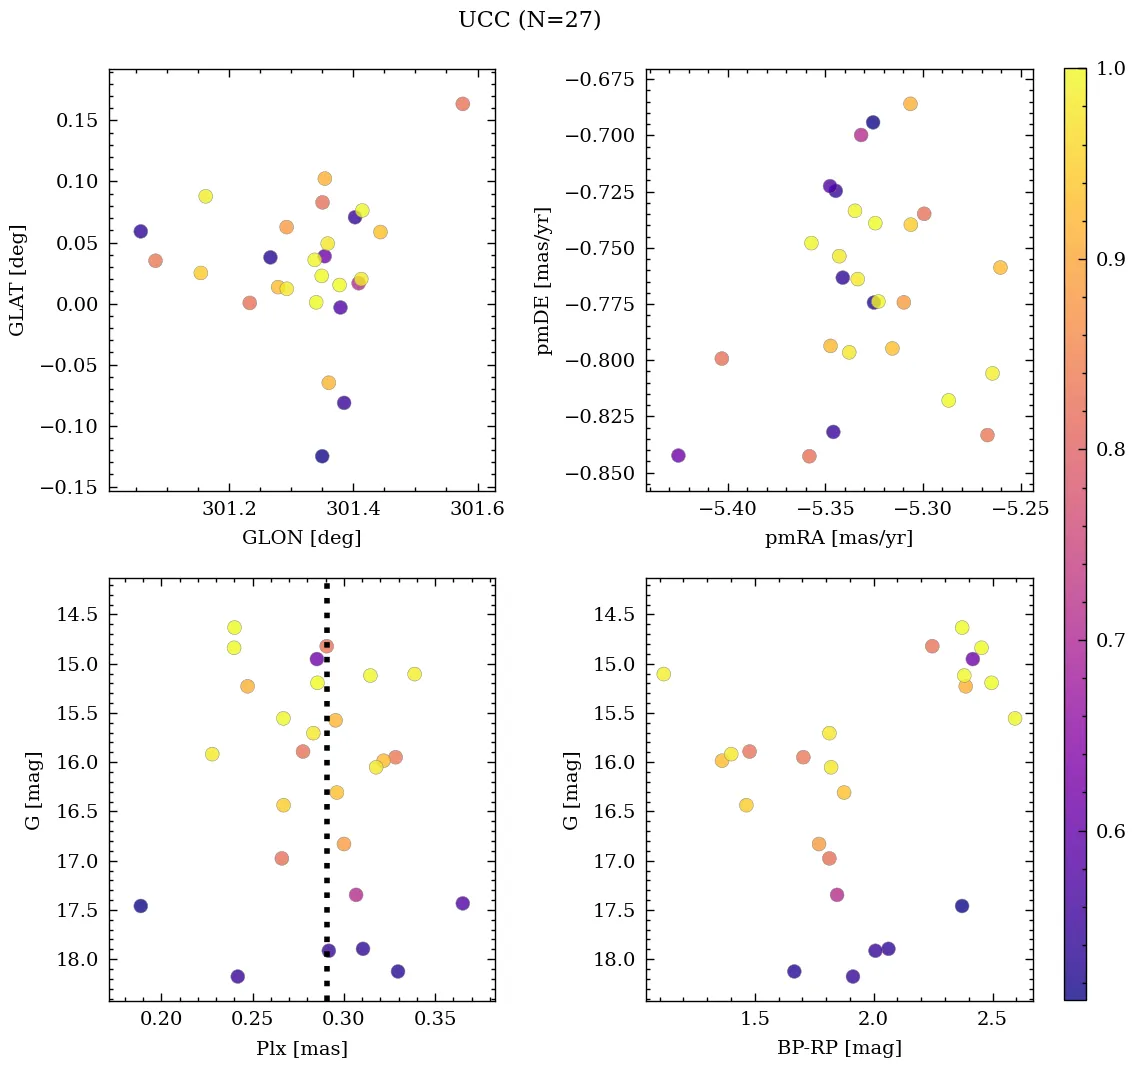 UCC (N=27)
0.15
0.10
0.05
0.00
−0.05
−0.10
−0.15
GLAT [deg]
301.2 301.4 301.6
GLON [deg]
−0.675
−0.700
−0.725
−0.750
−0.775
−0.800
−0.825
−0.850
pmDE [mas/yr]
−5.40 −5.35 −5.30 −5.25
pmRA [mas/yr]
14.5
15.0
15.5
16.0
16.5
17.0
17.5
18.0
G [mag]
0.20 0.25 0.30 0.35
Plx [mas]
14.5
15.0
15.5
16.0
16.5
17.0
17.5
18.0
G [mag]
1.5 2.0 2.5
BP-RP [mag]
1.0
0.9
0.8
0.7
0.6